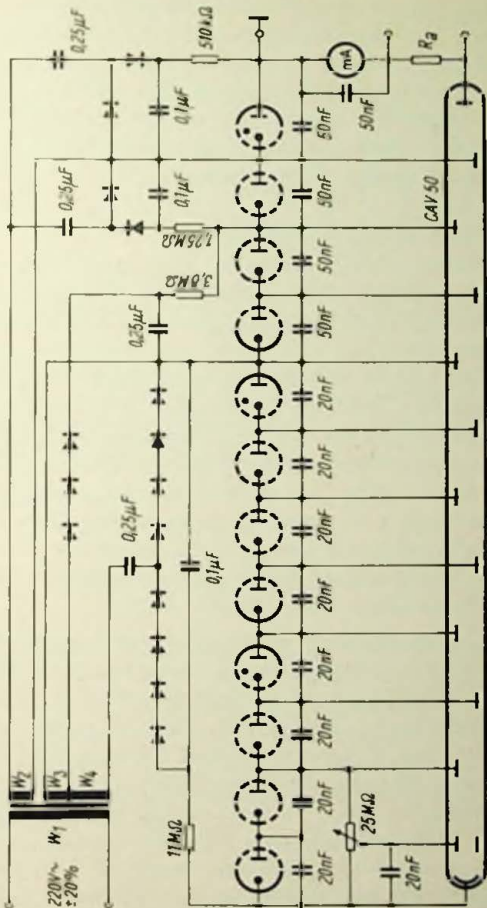 220V~
±20%
W1
W2
W3
W4
0,25µF
0,25µF
0,25µF
0,25µF
0,1µF
0,1µF
0,1µF
510kΩ
1,75MΩ
3,8MΩ
11MΩ
mA
Ra
50nF
20nF
20nF
20nF
20nF
20nF
20nF
20nF
20nF
50nF
50nF
50nF
50nF
25MΩ
20nF
CAV 50